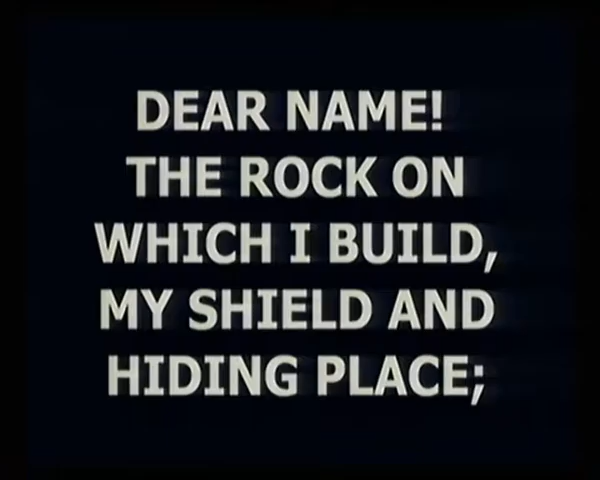 DEAR NAME!
THE ROCK ON
WHICH I BUILD,
MY SHIELD AND
HIDING PLACE;